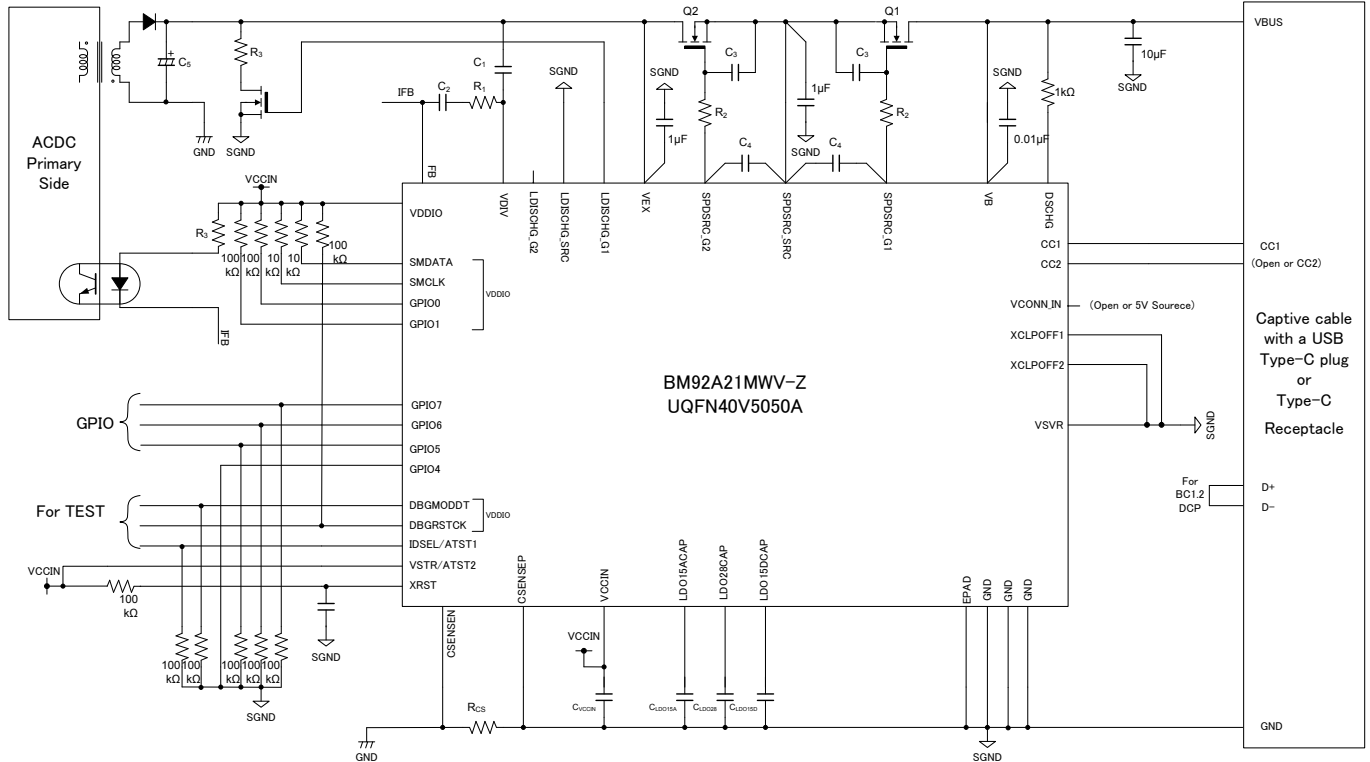 Q2
Q1
VBUS
R3
C5
C1
SGND
C3
C3
10µF
SGND
IFB
C2
R1
SGND
1µF
SGND
1kΩ
R2
1µF
R2
0.01µF
GND
SGND
C4
SGND
C4
ACDC
Primary
Side
FB
VDIV
LDISCHG_G2
LDISCHG_SRC
LDISCHG_G1
VEX
SPDSRC_G2
SPDSRC_SRC
SPDSRC_G1
VB
DSCHG
VCCIN
VDDIO
R3
100
kΩ
100
kΩ
10
kΩ
10
kΩ
100
kΩ
SMDATA
SMCLK
GPIO0
GPIO1
VDDIO
IFB
CC1
CC1
CC2
(Open or CC2)
VCONN_IN
(Open or 5V Sourece)
XCLPOFF1
XCLPOFF2
VSVR
SGND
BM92A21MWV-Z
UQFN40V5050A
Captive cable
with a USB
Type-C plug
or
Type-C
Receptacle
GPIO
GPIO7
GPIO6
GPIO5
GPIO4
For TEST
DBGMODDT
DBGRSTCK
VDDIO
IDSEL/ATST1
VSTR/ATST2
XRST
VCCIN
100
kΩ
SGND
For
BC1.2
DCP
D+
D-
100
kΩ
100
kΩ
100
kΩ
100
kΩ
100
kΩ
SGND
CSENSEN
CSENSEP
VCCIN
LDO15ACAP
LDO28CAP
LDO15DCAP
EPAD
GND
GND
GND
VCCIN
RCS
CVCCIN
CLDO15A
CLDO28
CLDO15D
GND
SGND
GND